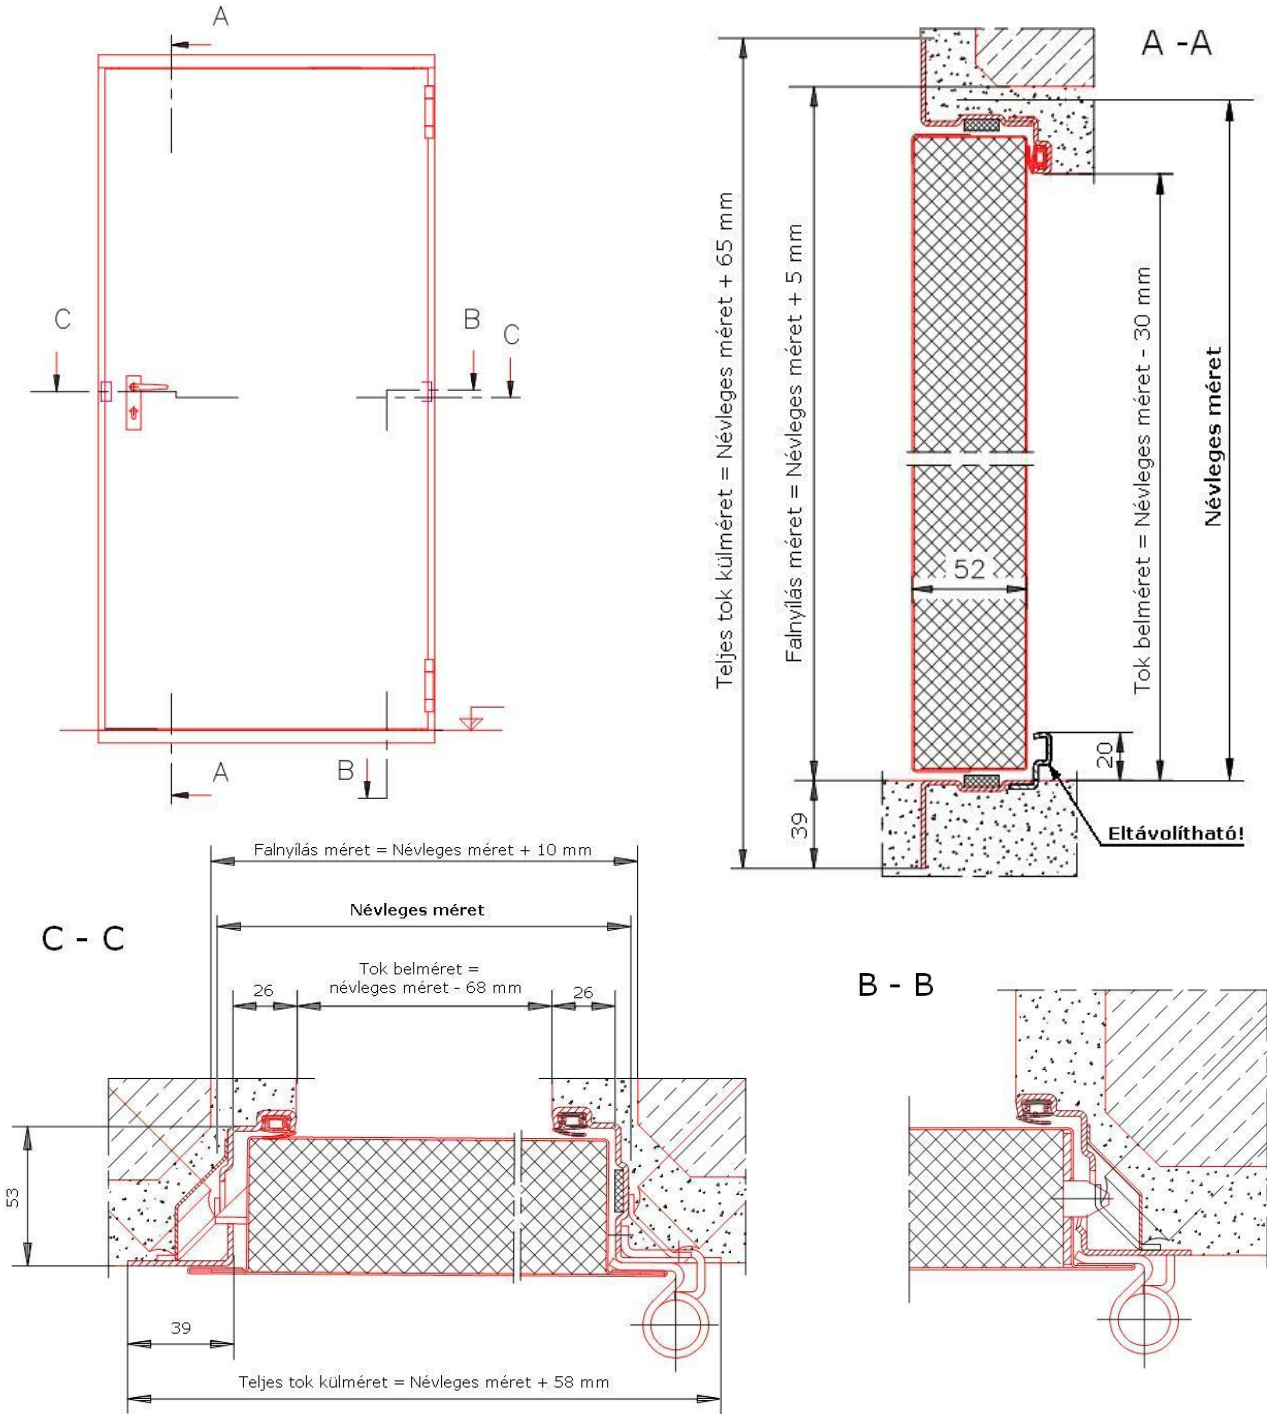 A
C
B
C
A
B
A -A
Teljes tok külméret = Névleges méret + 65 mm
Falnyílás méret = Névleges méret + 5 mm
Tok belméret = Névleges méret - 30 mm
Névleges méret
52
20
39
Eltávolítható!
C - C
Falnyílás méret = Névleges méret + 10 mm
Névleges méret
Tok belméret =
névleges méret - 68 mm
26
26
53
39
Teljes tok külméret = Névleges méret + 58 mm
B - B